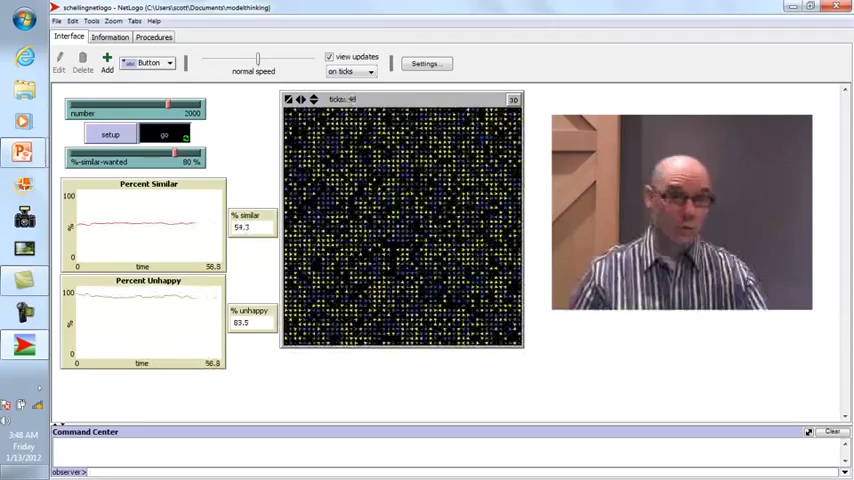 schellingnetlogo - NetLogo {C:\Users\scott\Documents\modelthinking}
File Edit Tools Zoom Tabs Help
Interface Information Procedures
Edit Delete Add
abc Button
normal speed
view updates
on ticks
Settings...
number 2000
setup go
%-similar-wanted 80 %
ticks: 48
3D
Percent Similar
100
%
0
time 56.8
% similar
54.3
Percent Unhappy
100
%
0
time 56.8
% unhappy
83.5
Command Center
Clear
observer>
3:48 AM
Friday
1/13/2012